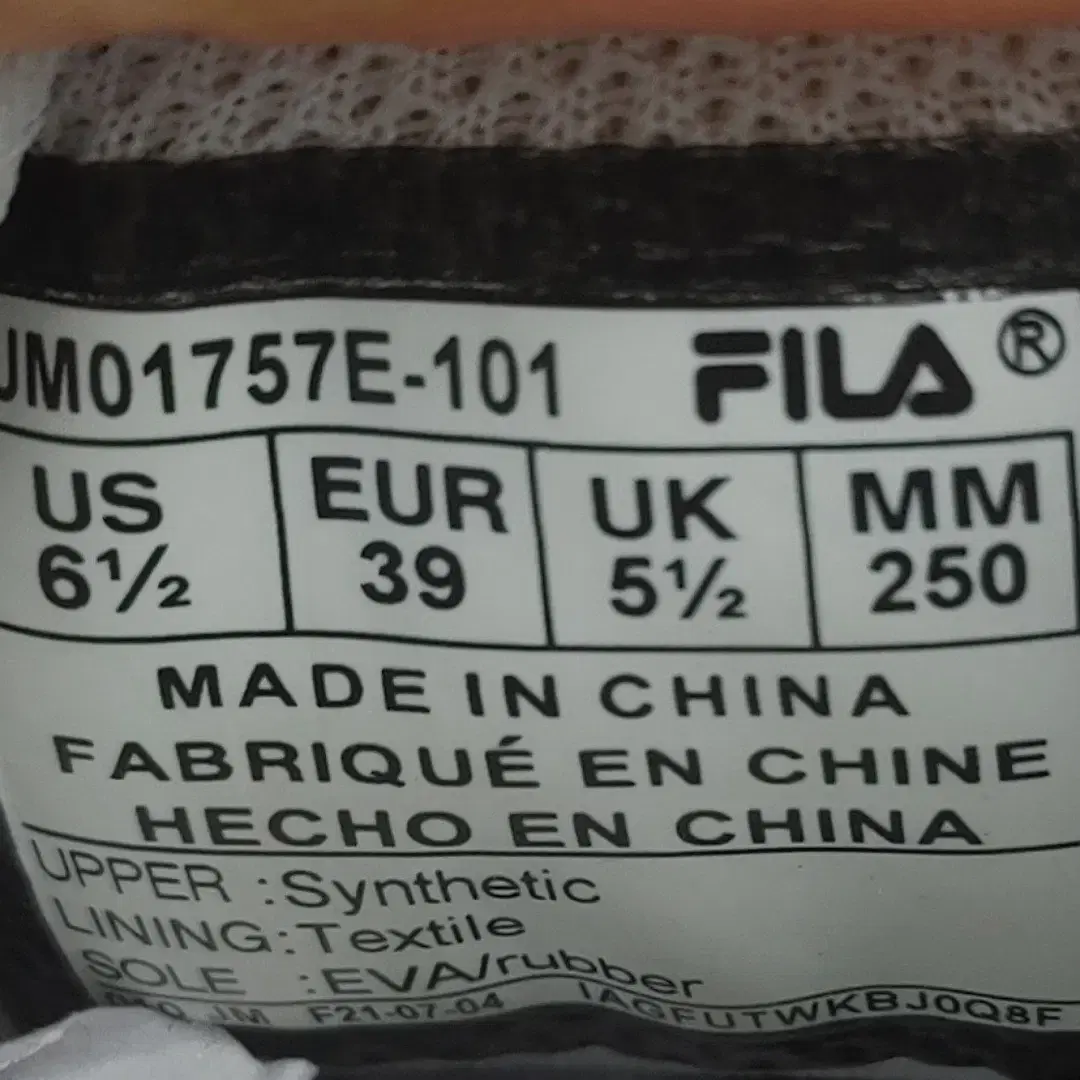 JM01757E-101 FILA®
US EUR UK MM
6½ 39 5½ 250
MADE IN CHINA
FABRIQUÉ EN CHINE
HECHO EN CHINA
UPPER :Synthetic
LINING:Textile
SOLE :EVA/rubber
JM F21-07-04 IAGFUTWKBJ0Q8F